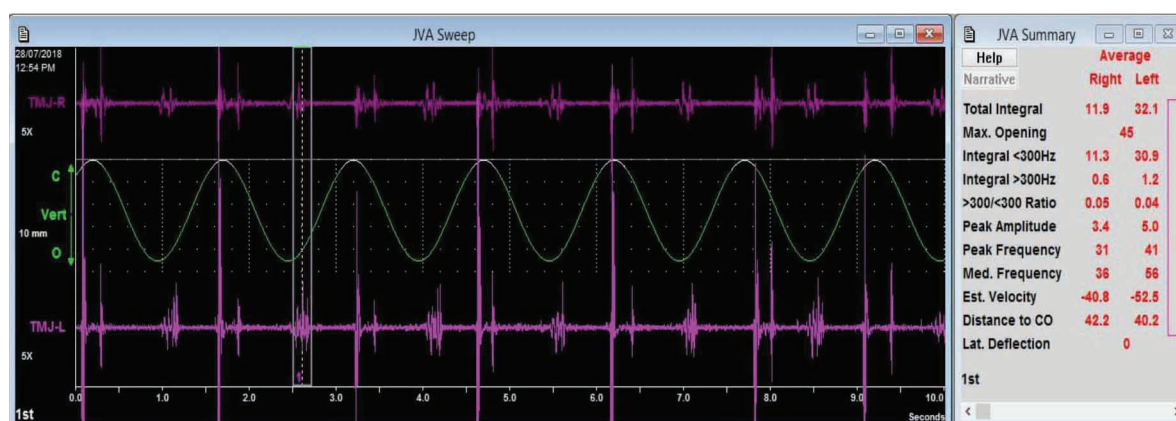 JVA Sweep
28/07/2018
12:54 PM
TMJ-R
5X
C
Vert
10 mm
O
TMJ-L
5X
1
0.0 1.0 2.0 3.0 4.0 5.0 6.0 7.0 8.0 9.0 10.0
1st
Seconds
JVA Summary
Help Average
Narrative Right Left
Total Integral 11.9 32.1
Max. Opening 45
Integral <300Hz 11.3 30.9
Integral >300Hz 0.6 1.2
>300/<300 Ratio 0.05 0.04
Peak Amplitude 3.4 5.0
Peak Frequency 31 41
Med. Frequency 36 56
Est. Velocity -40.8 -52.5
Distance to CO 42.2 40.2
Lat. Deflection 0
1st